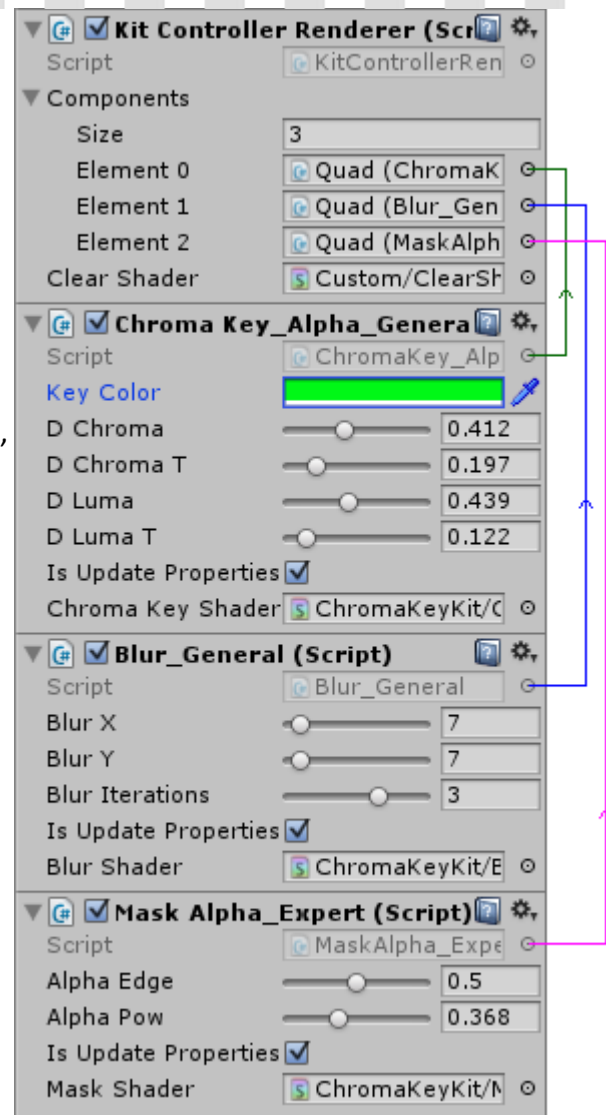 Kit Controller Renderer (Scr
Script KitControllerRen
Components
Size 3
Element 0 Quad (ChromaK
Element 1 Quad (Blur_Gen
Element 2 Quad (MaskAlph
Clear Shader Custom/ClearSh
Chroma Key_Alpha_Genera
Script ChromaKey_Alp
Key Color
,
D Chroma 0.412
D Chroma T 0.197
D Luma 0.439
D Luma T 0.122
Is Update Properties
Chroma Key Shader ChromaKeyKit/C
Blur_General (Script)
Script Blur_General
Blur X 7
Blur Y 7
Blur Iterations 3
Is Update Properties
Blur Shader ChromaKeyKit/B
Mask Alpha_Expert (Script)
Script MaskAlpha_Expe
Alpha Edge 0.5
Alpha Pow 0.368
Is Update Properties
Mask Shader ChromaKeyKit/M